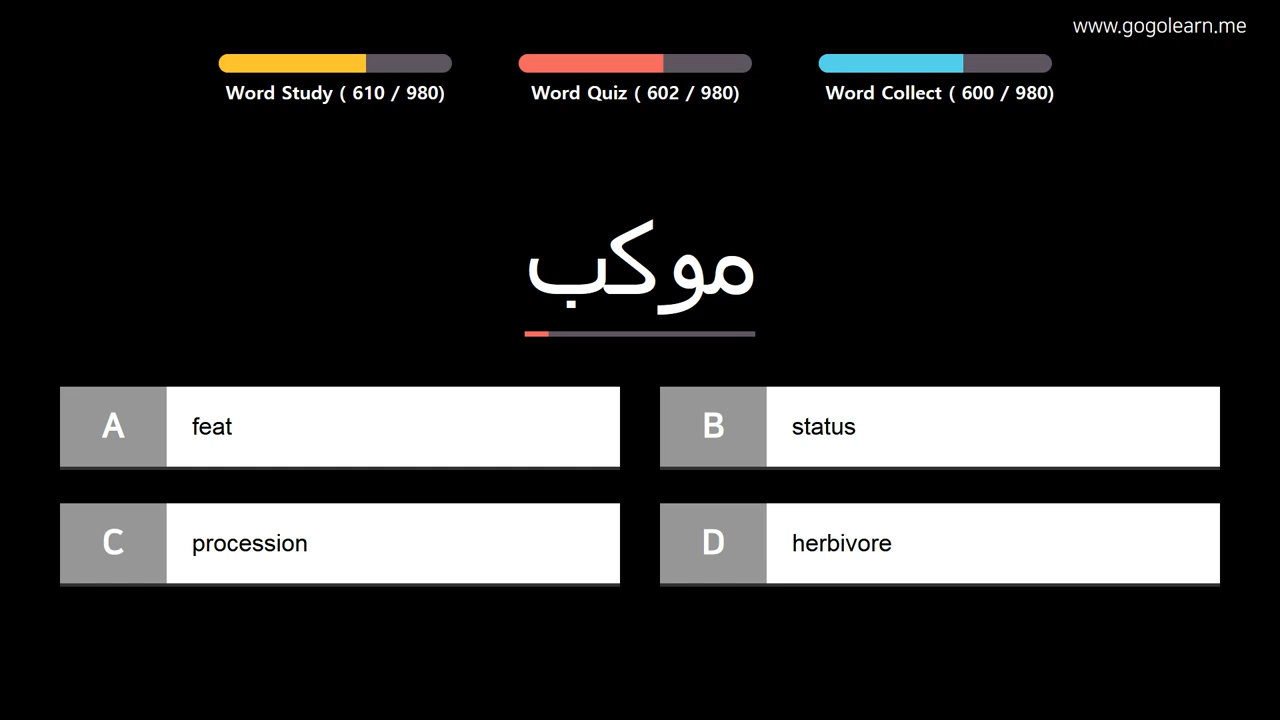 www.gogolearn.me
Word Study ( 610 / 980)
Word Quiz ( 602 / 980)
Word Collect ( 600 / 980)
موكب
A feat
B status
C procession
D herbivore